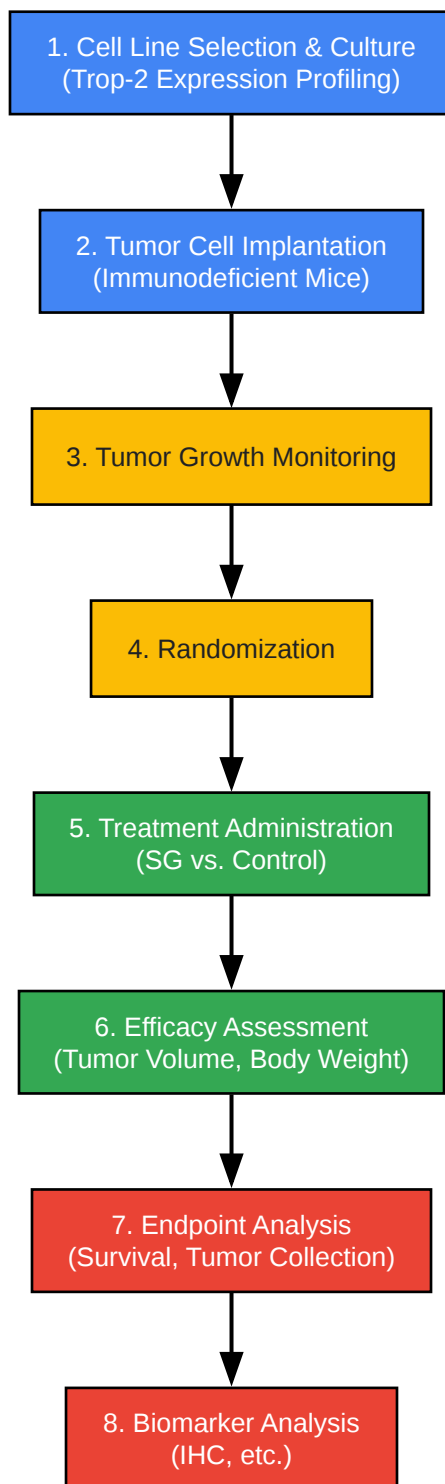 1. Cell Line Selection & Culture
(Trop-2 Expression Profiling)
2. Tumor Cell Implantation
(Immunodeficient Mice)
3. Tumor Growth Monitoring
4. Randomization
5. Treatment Administration
(SG vs. Control)
6. Efficacy Assessment
(Tumor Volume, Body Weight)
7. Endpoint Analysis
(Survival, Tumor Collection)
8. Biomarker Analysis
(IHC, etc.)